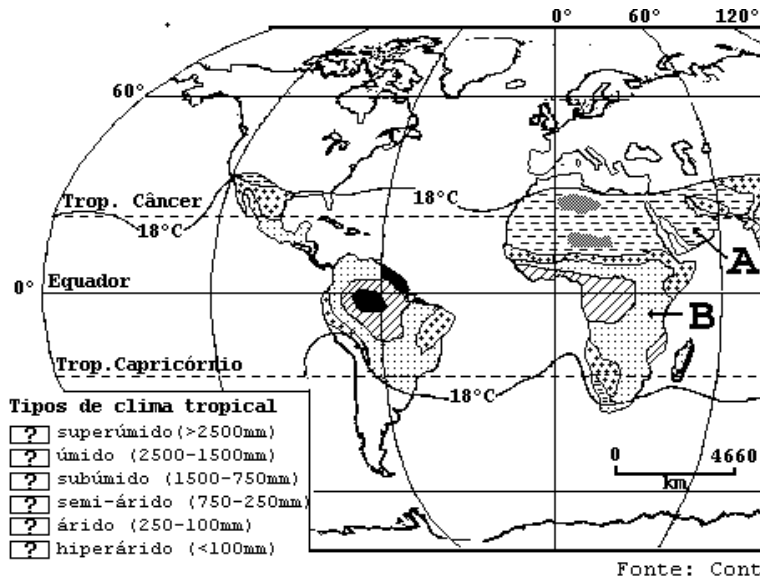 0° 60° 120°
60°
Trop. Câncer
18°C
18°C
A
0° Equador
B
Trop.Capricórnio
18°C
Tipos de clima tropical
? superúmido(>2500mm)
? úmido (2500-1500mm)
? subúmido (1500-750mm)
? semi-árido (750-250mm)
? árido (250-100mm)
? hiperárido (<100mm)
0 4660
km
Fonte: Cont